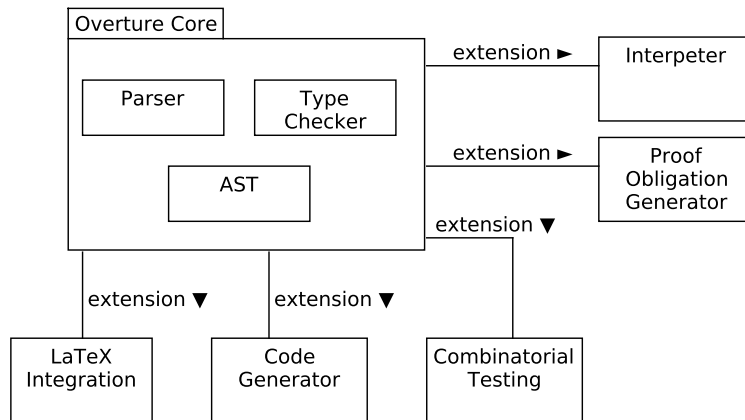 Overture Core
Parser
Type
Checker
AST
extension ►
Interpeter
extension ►
Proof
Obligation
Generator
extension ▼
extension ▼
extension ▼
LaTeX
Integration
Code
Generator
Combinatorial
Testing